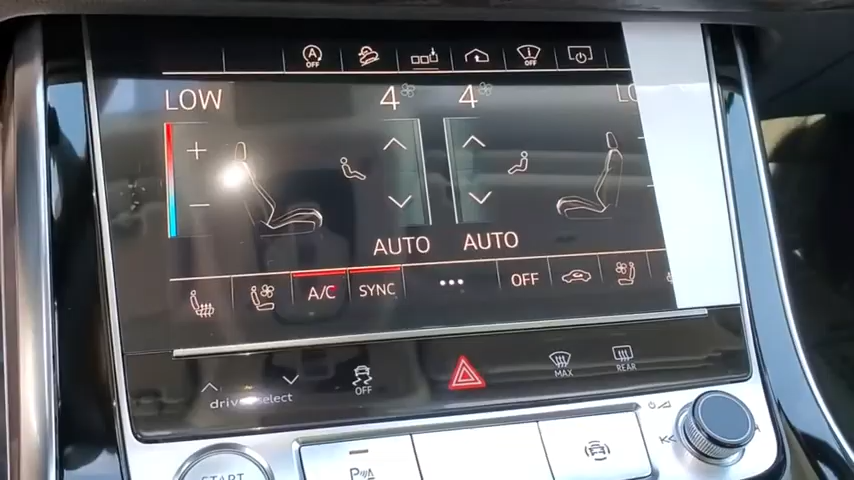 A OFF
OFF
LOW 4 4 LO
AUTO AUTO
A/C SYNC OFF
drive select OFF MAX REAR
START P